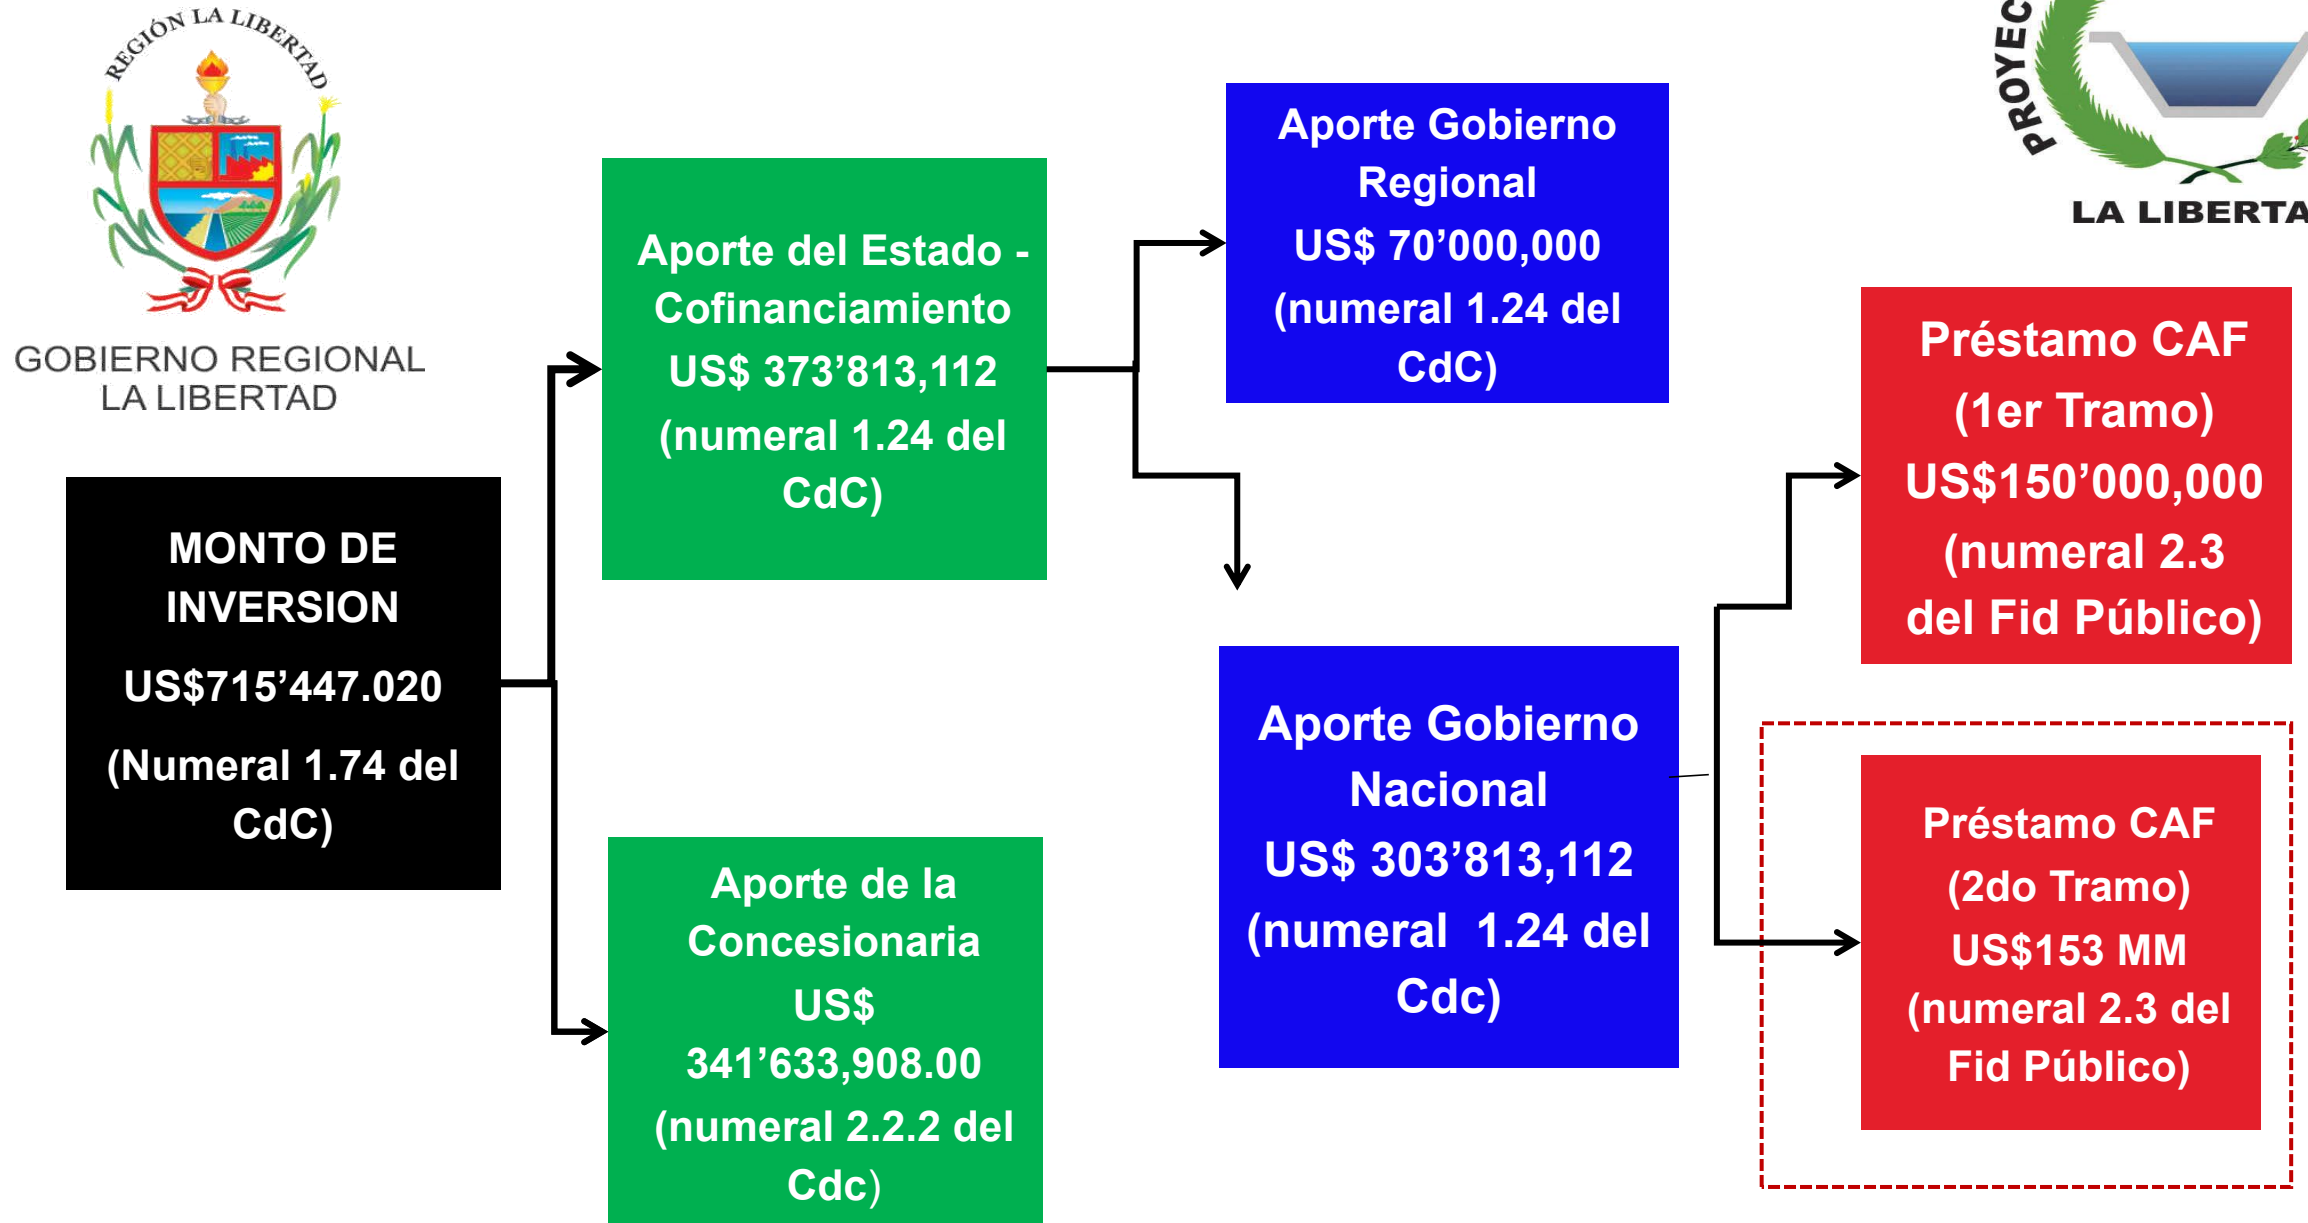 REGIÓN LA LIBERTAD
GOBIERNO REGIONAL
LA LIBERTAD
MONTO DE
INVERSION
US$715’447.020
(Numeral 1.74 del
CdC)
Aporte del Estado -
Cofinanciamiento
US$ 373’813,112
(numeral 1.24 del
CdC)
Aporte de la
Concesionaria
US$
341’633,908.00
(numeral 2.2.2 del
Cdc)
Aporte Gobierno
Regional
US$ 70’000,000
(numeral 1.24 del
CdC)
Aporte Gobierno
Nacional
US$ 303’813,112
(numeral  1.24 del
Cdc)
PROYEC
LA LIBERTA
Préstamo CAF
(1er Tramo)
US$150’000,000
(numeral 2.3
del Fid Público)
Préstamo CAF
(2do Tramo)
US$153 MM
(numeral 2.3 del
Fid Público)